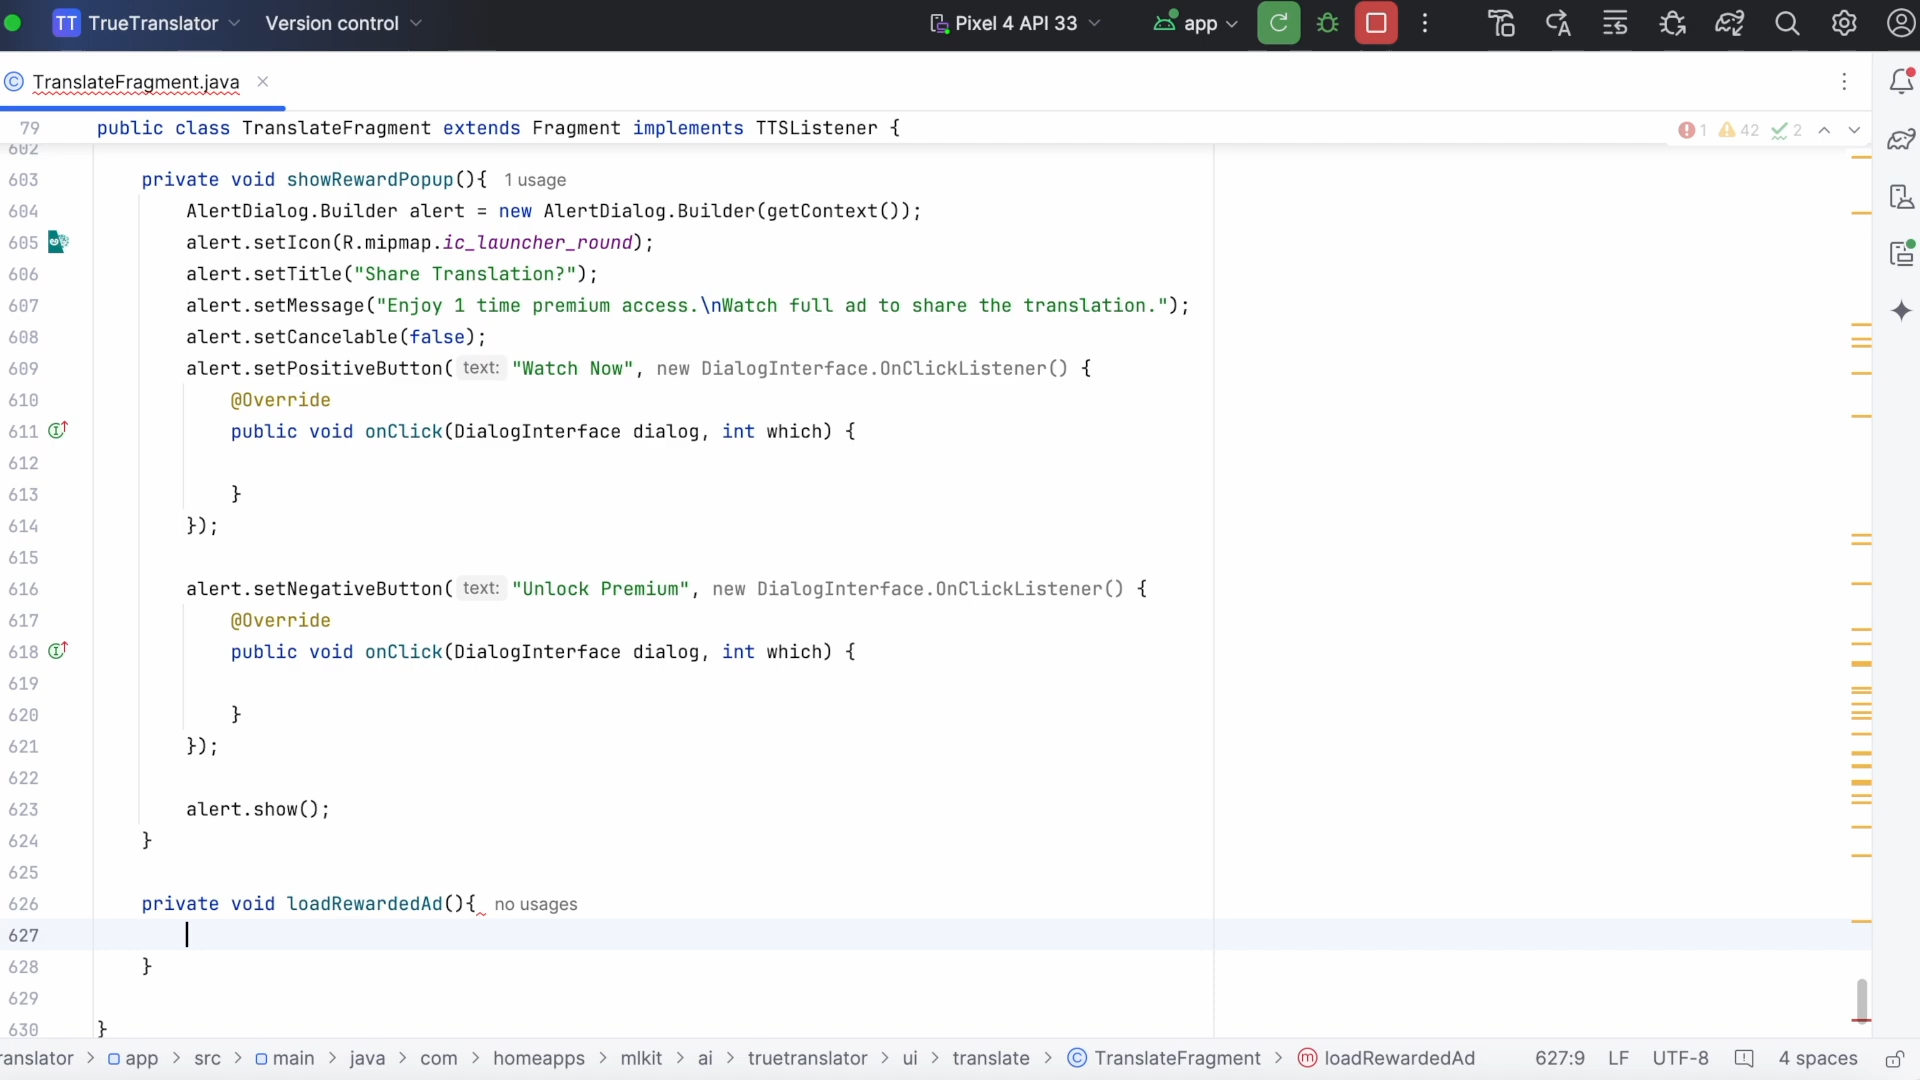 TT TrueTranslator Version control Pixel 4 API 33 app
TranslateFragment.java
79 public class TranslateFragment extends Fragment implements TTSListener { 1 42 2
602
603 private void showRewardPopup(){ 1 usage
604 AlertDialog.Builder alert = new AlertDialog.Builder(getContext());
605 alert.setIcon(R.mipmap.ic_launcher_round);
606 alert.setTitle("Share Translation?");
607 alert.setMessage("Enjoy 1 time premium access.\nWatch full ad to share the translation.");
608 alert.setCancelable(false);
609 alert.setPositiveButton( text: "Watch Now", new DialogInterface.OnClickListener() {
610 @Override
611 public void onClick(DialogInterface dialog, int which) {
612
613 }
614 });
615
616 alert.setNegativeButton( text: "Unlock Premium", new DialogInterface.OnClickListener() {
617 @Override
618 public void onClick(DialogInterface dialog, int which) {
619
620 }
621 });
622
623 alert.show();
624 }
625
626 private void loadRewardedAd(){ no usages
627
628 }
629
630 }
ranslator > app > src > main > java > com > homeapps > mlkit > ai > truetranslator > ui > translate > TranslateFragment > loadRewardedAd 627:9 LF UTF-8 4 spaces